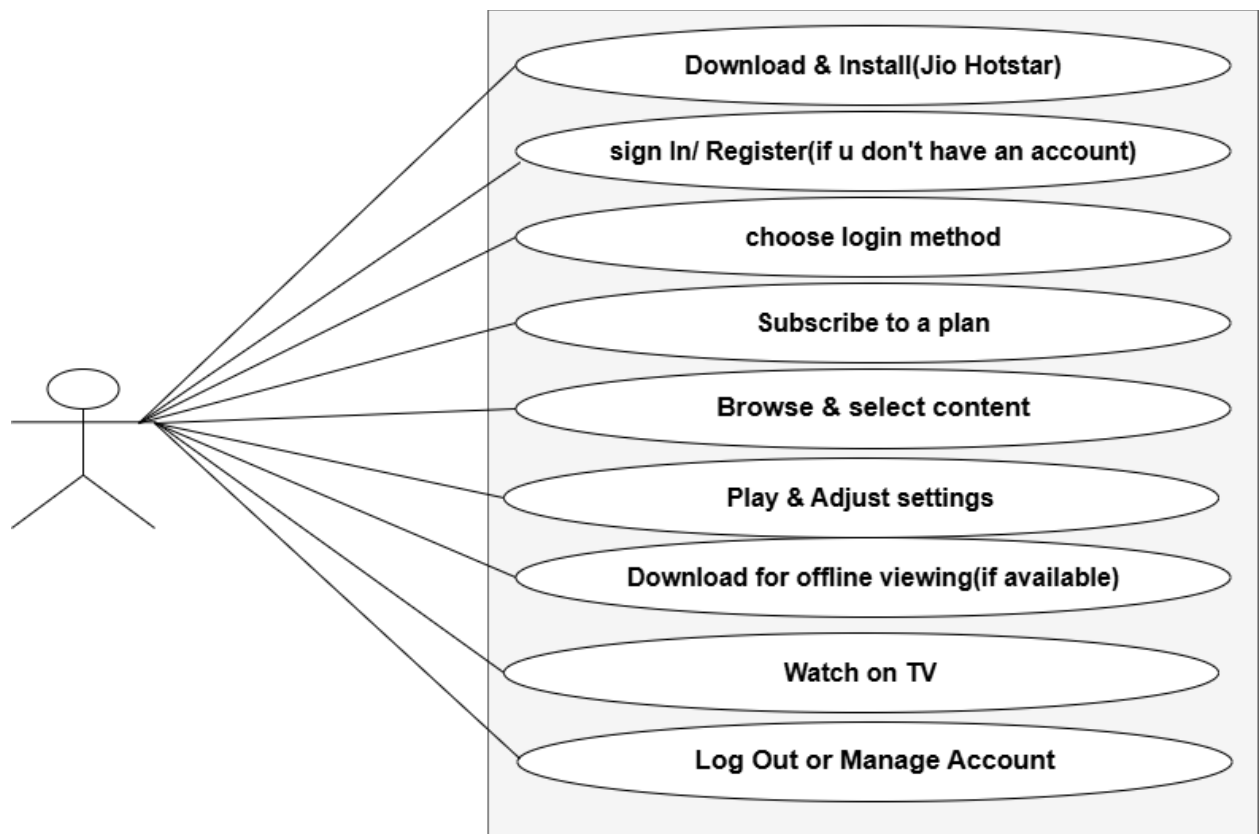 Download & Install(Jio Hotstar)
sign In/ Register(if u don't have an account)
choose login method
Subscribe to a plan
Browse & select content
Play & Adjust settings
Download for offline viewing(if available)
Watch on TV
Log Out or Manage Account